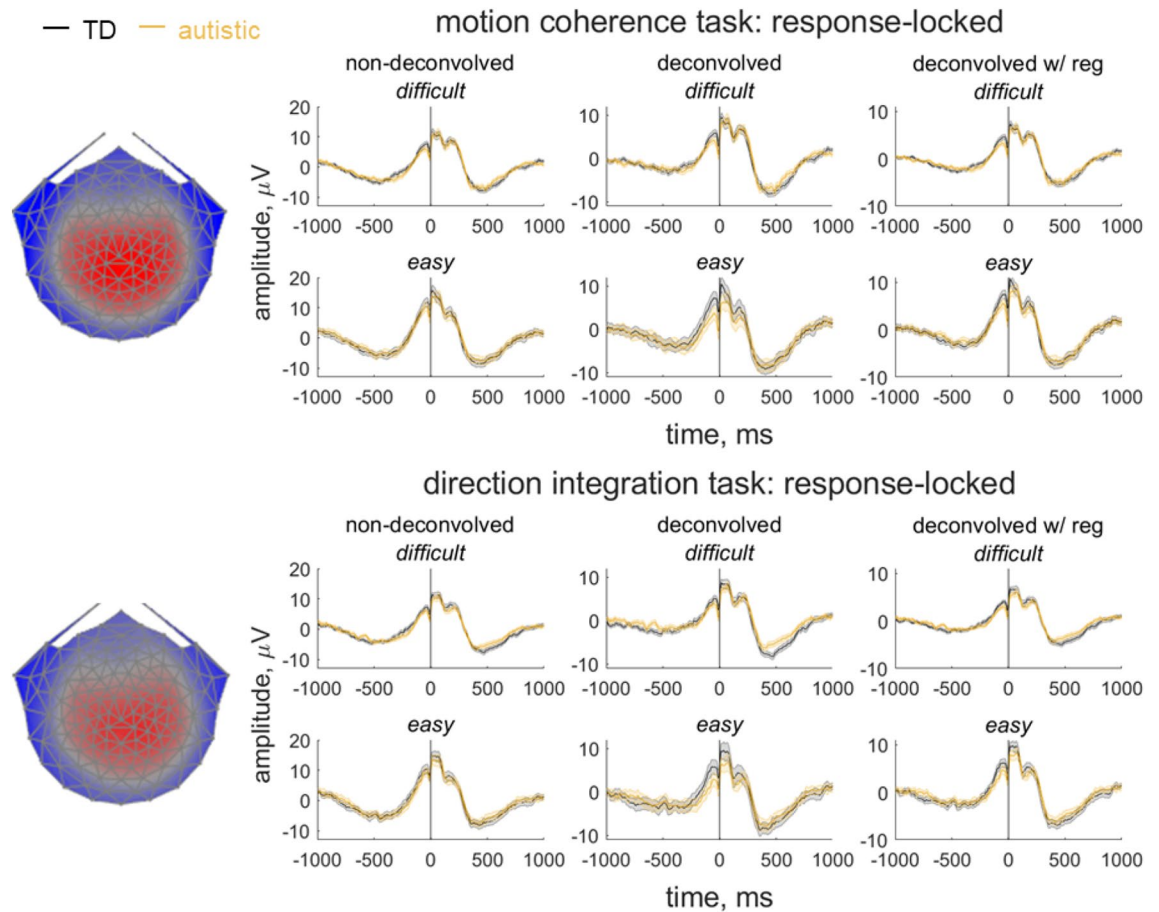 TD autistic
motion coherence task: response-locked
non-deconvolved deconvolved deconvolved w/ reg
difficult difficult difficult
20 10 10
10
0 0 0
-10 -10 -10
-1000 -500 0 500 1000 -1000 -500 0 500 1000 -1000 -500 0 500 1000
easy easy easy
20 10 10
10
0 0 0
-10 -10 -10
-1000 -500 0 500 1000 -1000 -500 0 500 1000 -1000 -500 0 500 1000
amplitude, μV
time, ms
direction integration task: response-locked
non-deconvolved deconvolved deconvolved w/ reg
difficult difficult difficult
20 10 10
10
0 0 0
-10 -10 -10
-1000 -500 0 500 1000 -1000 -500 0 500 1000 -1000 -500 0 500 1000
easy easy easy
20 10 10
10
0 0 0
-10 -10 -10
-1000 -500 0 500 1000 -1000 -500 0 500 1000 -1000 -500 0 500 1000
amplitude, μV
time, ms